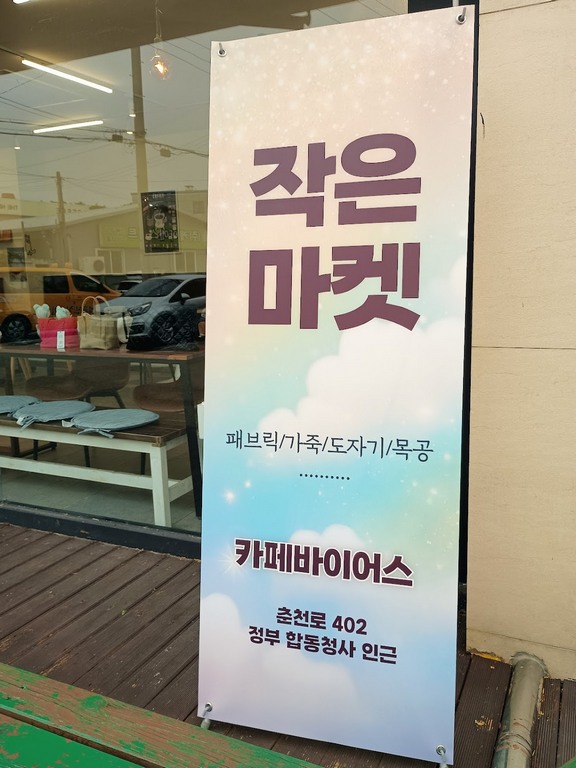 작은
마켓
패브릭/가죽/도자기/목공
카페바이어스
춘천로 402
정부 합동청사 인근